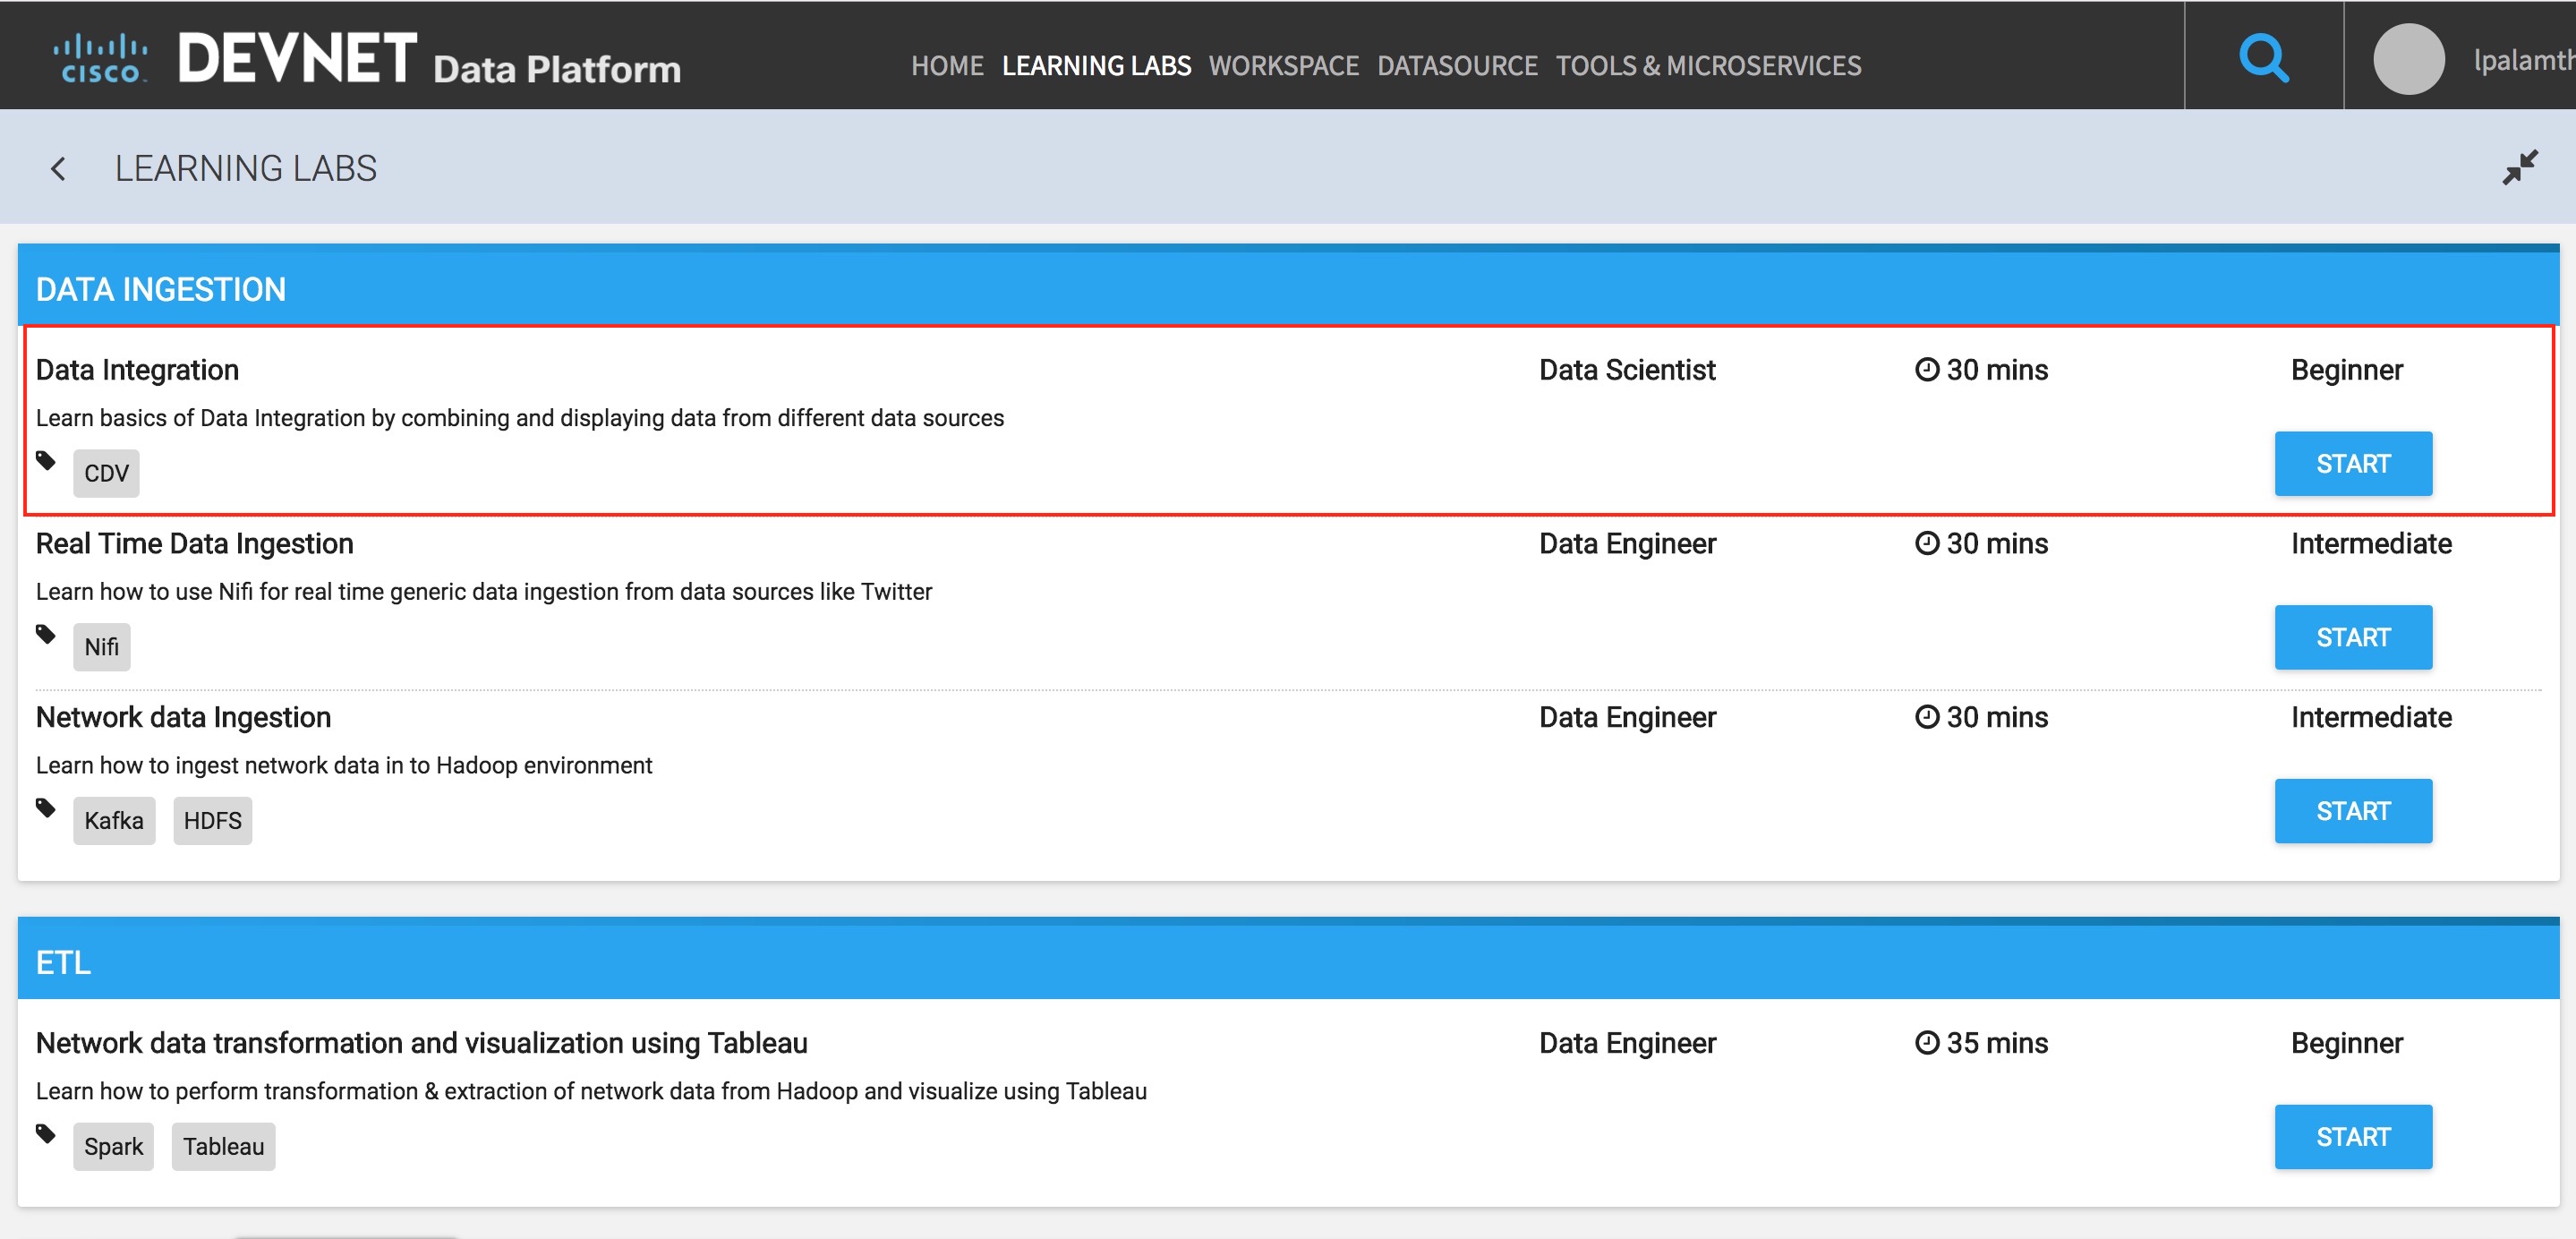 CISCO DEVNET Data Platform HOME LEARNING LABS WORKSPACE DATASOURCE TOOLS & MICROSERVICES lpalamth
LEARNING LABS
DATA INGESTION
Data Integration Data Scientist 30 mins Beginner
Learn basics of Data Integration by combining and displaying data from different data sources
CDV START
Real Time Data Ingestion Data Engineer 30 mins Intermediate
Learn how to use Nifi for real time generic data ingestion from data sources like Twitter
Nifi START
Network data Ingestion Data Engineer 30 mins Intermediate
Learn how to ingest network data in to Hadoop environment
Kafka HDFS START
ETL
Network data transformation and visualization using Tableau Data Engineer 35 mins Beginner
Learn how to perform transformation & extraction of network data from Hadoop and visualize using Tableau
Spark Tableau START